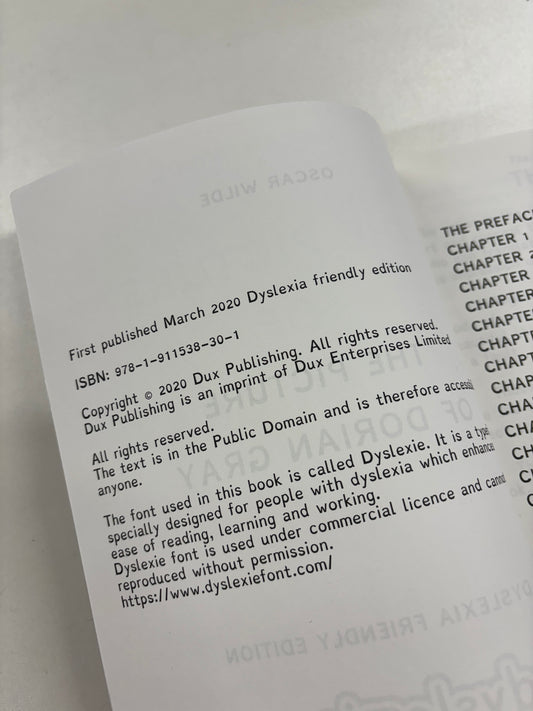 First published March 2020 Dyslexia friendly edition
ISBN: 978-1-911538-30-1
Copyright © 2020 Dux Publishing. All rights reserved.
Dux Publishing is an imprint of Dux Enterprises Limited
All rights reserved.
The text is in the Public Domain and is therefore
anyone.
The font used in this book is called Dyslexie. It is a
specially designed for people with dyslexia which
ease of reading, learning and working.
Dyslexie font is used under commercial licence and
reproduced without permission.
https://www.dyslexiefont.com/
OSCAR WILDE
THE PICTURE
OF DORIAN GRAY
DYSLEXIA FRIENDLY EDITION
THE
CHAPTER 1
CHAPTER
CHAPTER
CHAPTER